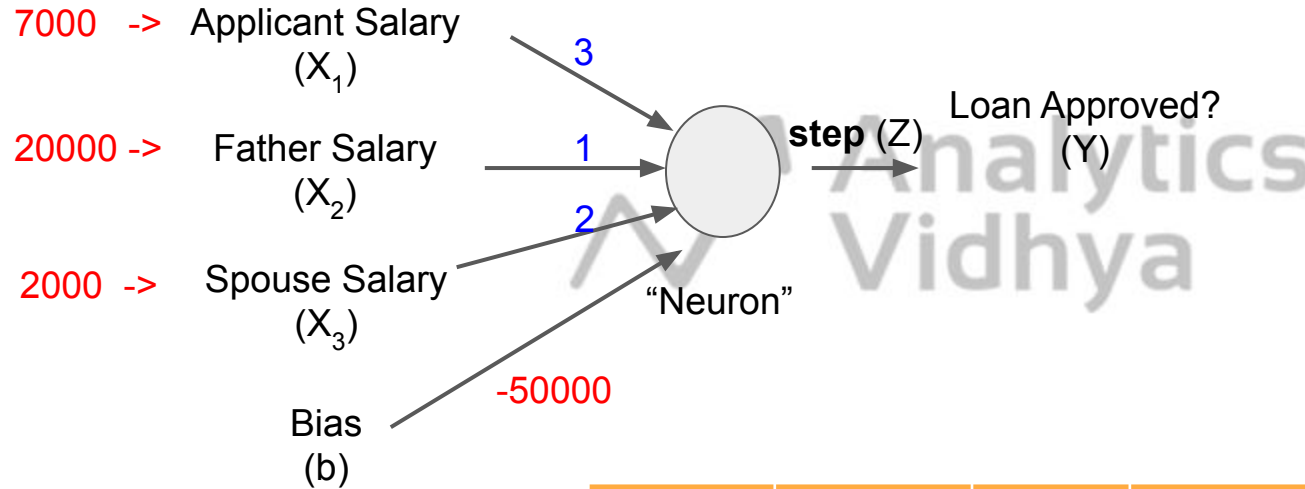 7000 -> Applicant Salary
(X₁)
3
20000 -> Father Salary
(X₂)
1
2000 -> Spouse Salary
(X₃)
2
Bias
(b)
-50000
“Neuron”
step (Z)
Loan Approved?
(Y)
Analytics
Vidhya